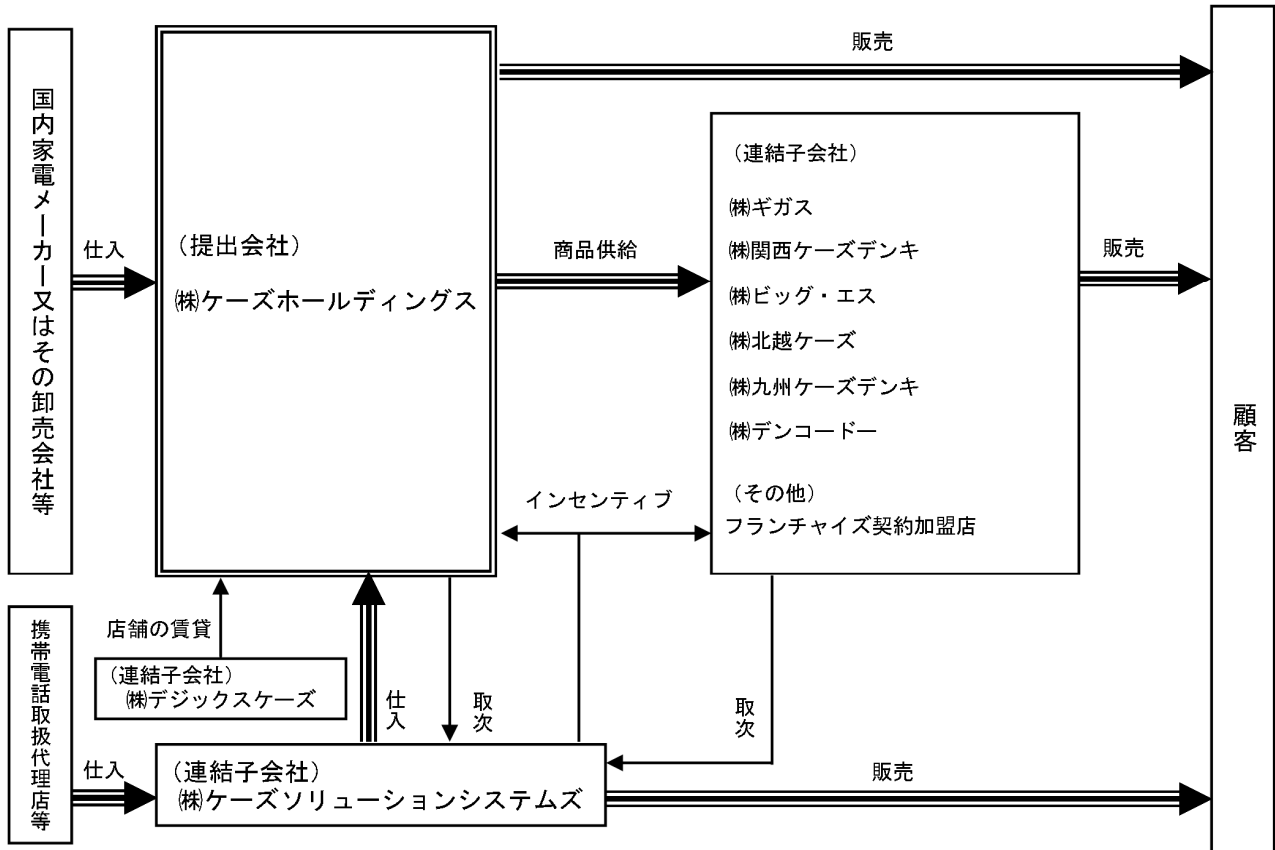 国内家電メーカー又はその卸売会社等
仕入
（提出会社）
㈱ケーズホールディングス
販売
商品供給
（連結子会社）
㈱ギガス
㈱関西ケーズデンキ
㈱ビッグ・エス
㈱北越ケーズ
㈱九州ケーズデンキ
㈱デンコードー
（その他）
フランチャイズ契約加盟店
販売
顧客
インセンティブ
店舗の賃貸
（連結子会社）
㈱デジックスケーズ
仕入
取次
取次
携帯電話取扱代理店等
仕入
（連結子会社）
㈱ケーズソリューションシステムズ
販売